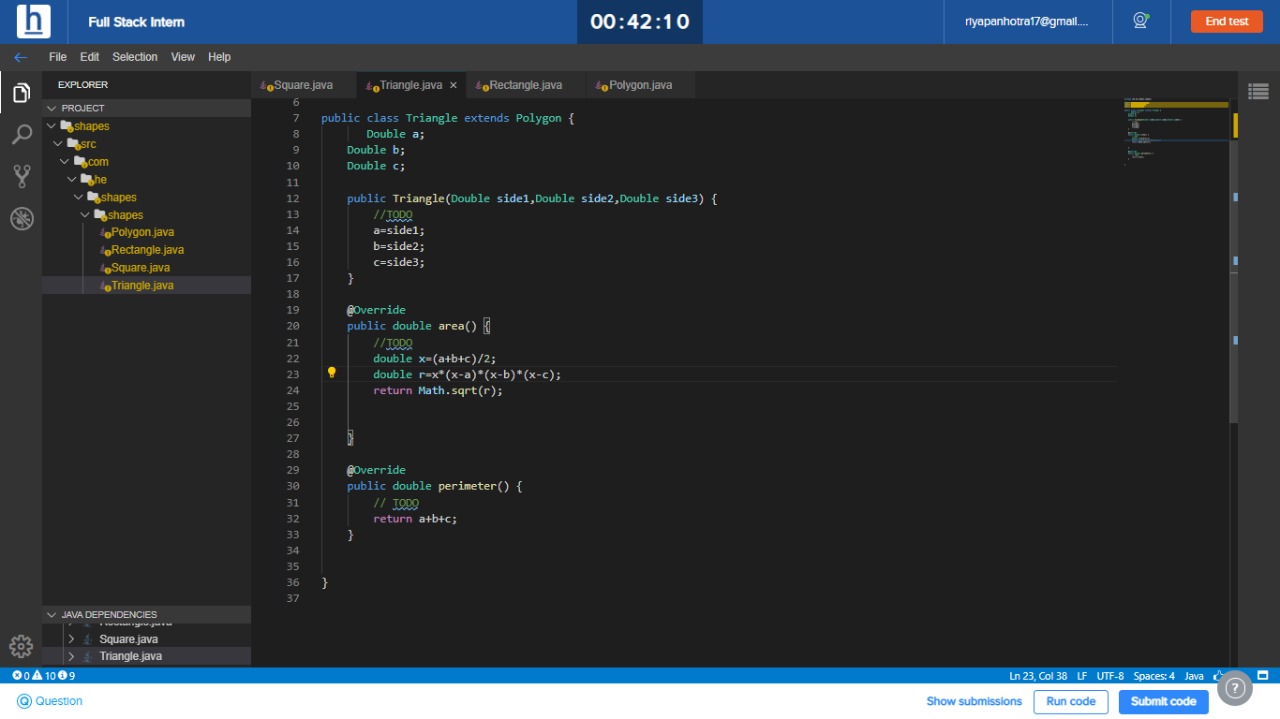 h Full Stack Intern 00:42:10 riyapanhotra17@gmail.... End test
File Edit Selection View Help
EXPLORER
PROJECT
shapes
src
com
he
shapes
shapes
Polygon.java
Rectangle.java
Square.java
Triangle.java
JAVA DEPENDENCIES
Rectangle.java
Square.java
Triangle.java
Square.java Triangle.java × Rectangle.java Polygon.java
6
7 public class Triangle extends Polygon {
8 Double a;
9 Double b;
10 Double c;
11
12 public Triangle(Double side1,Double side2,Double side3) {
13 //TODO
14 a=side1;
15 b=side2;
16 c=side3;
17 }
18
19 @Override
20 public double area() {
21 //TODO
22 double x=(a+b+c)/2;
23 double r=x*(x-a)*(x-b)*(x-c);
24 return Math.sqrt(r);
25
26
27 }
28
29 @Override
30 public double perimeter() {
31 // TODO
32 return a+b+c;
33 }
34
35
36 }
37
0 10 9 Ln 23, Col 38 LF UTF-8 Spaces: 4 Java
Question Show submissions Run code Submit code ?